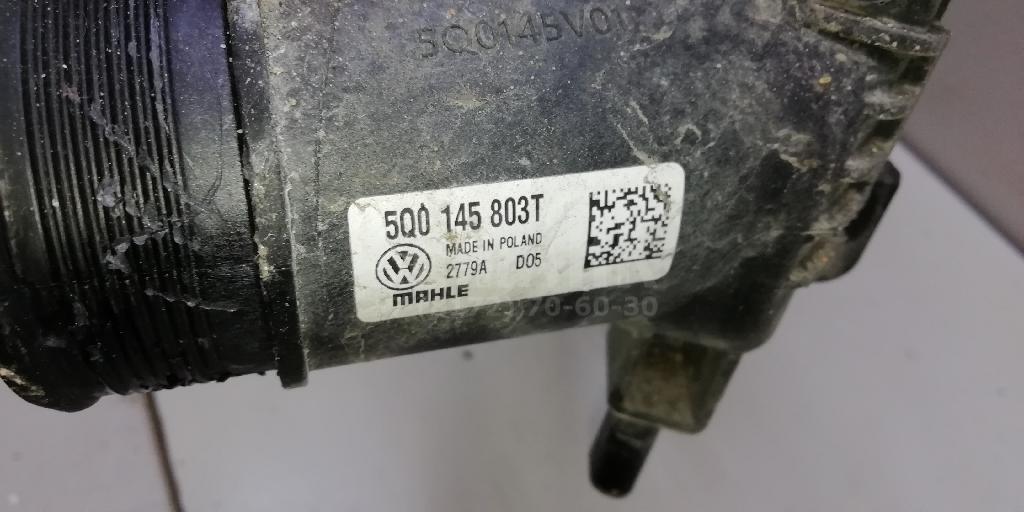 5Q0145V01
5Q0 145 803T
MADE IN POLAND
2779A D05
MAHLE
70-60-30